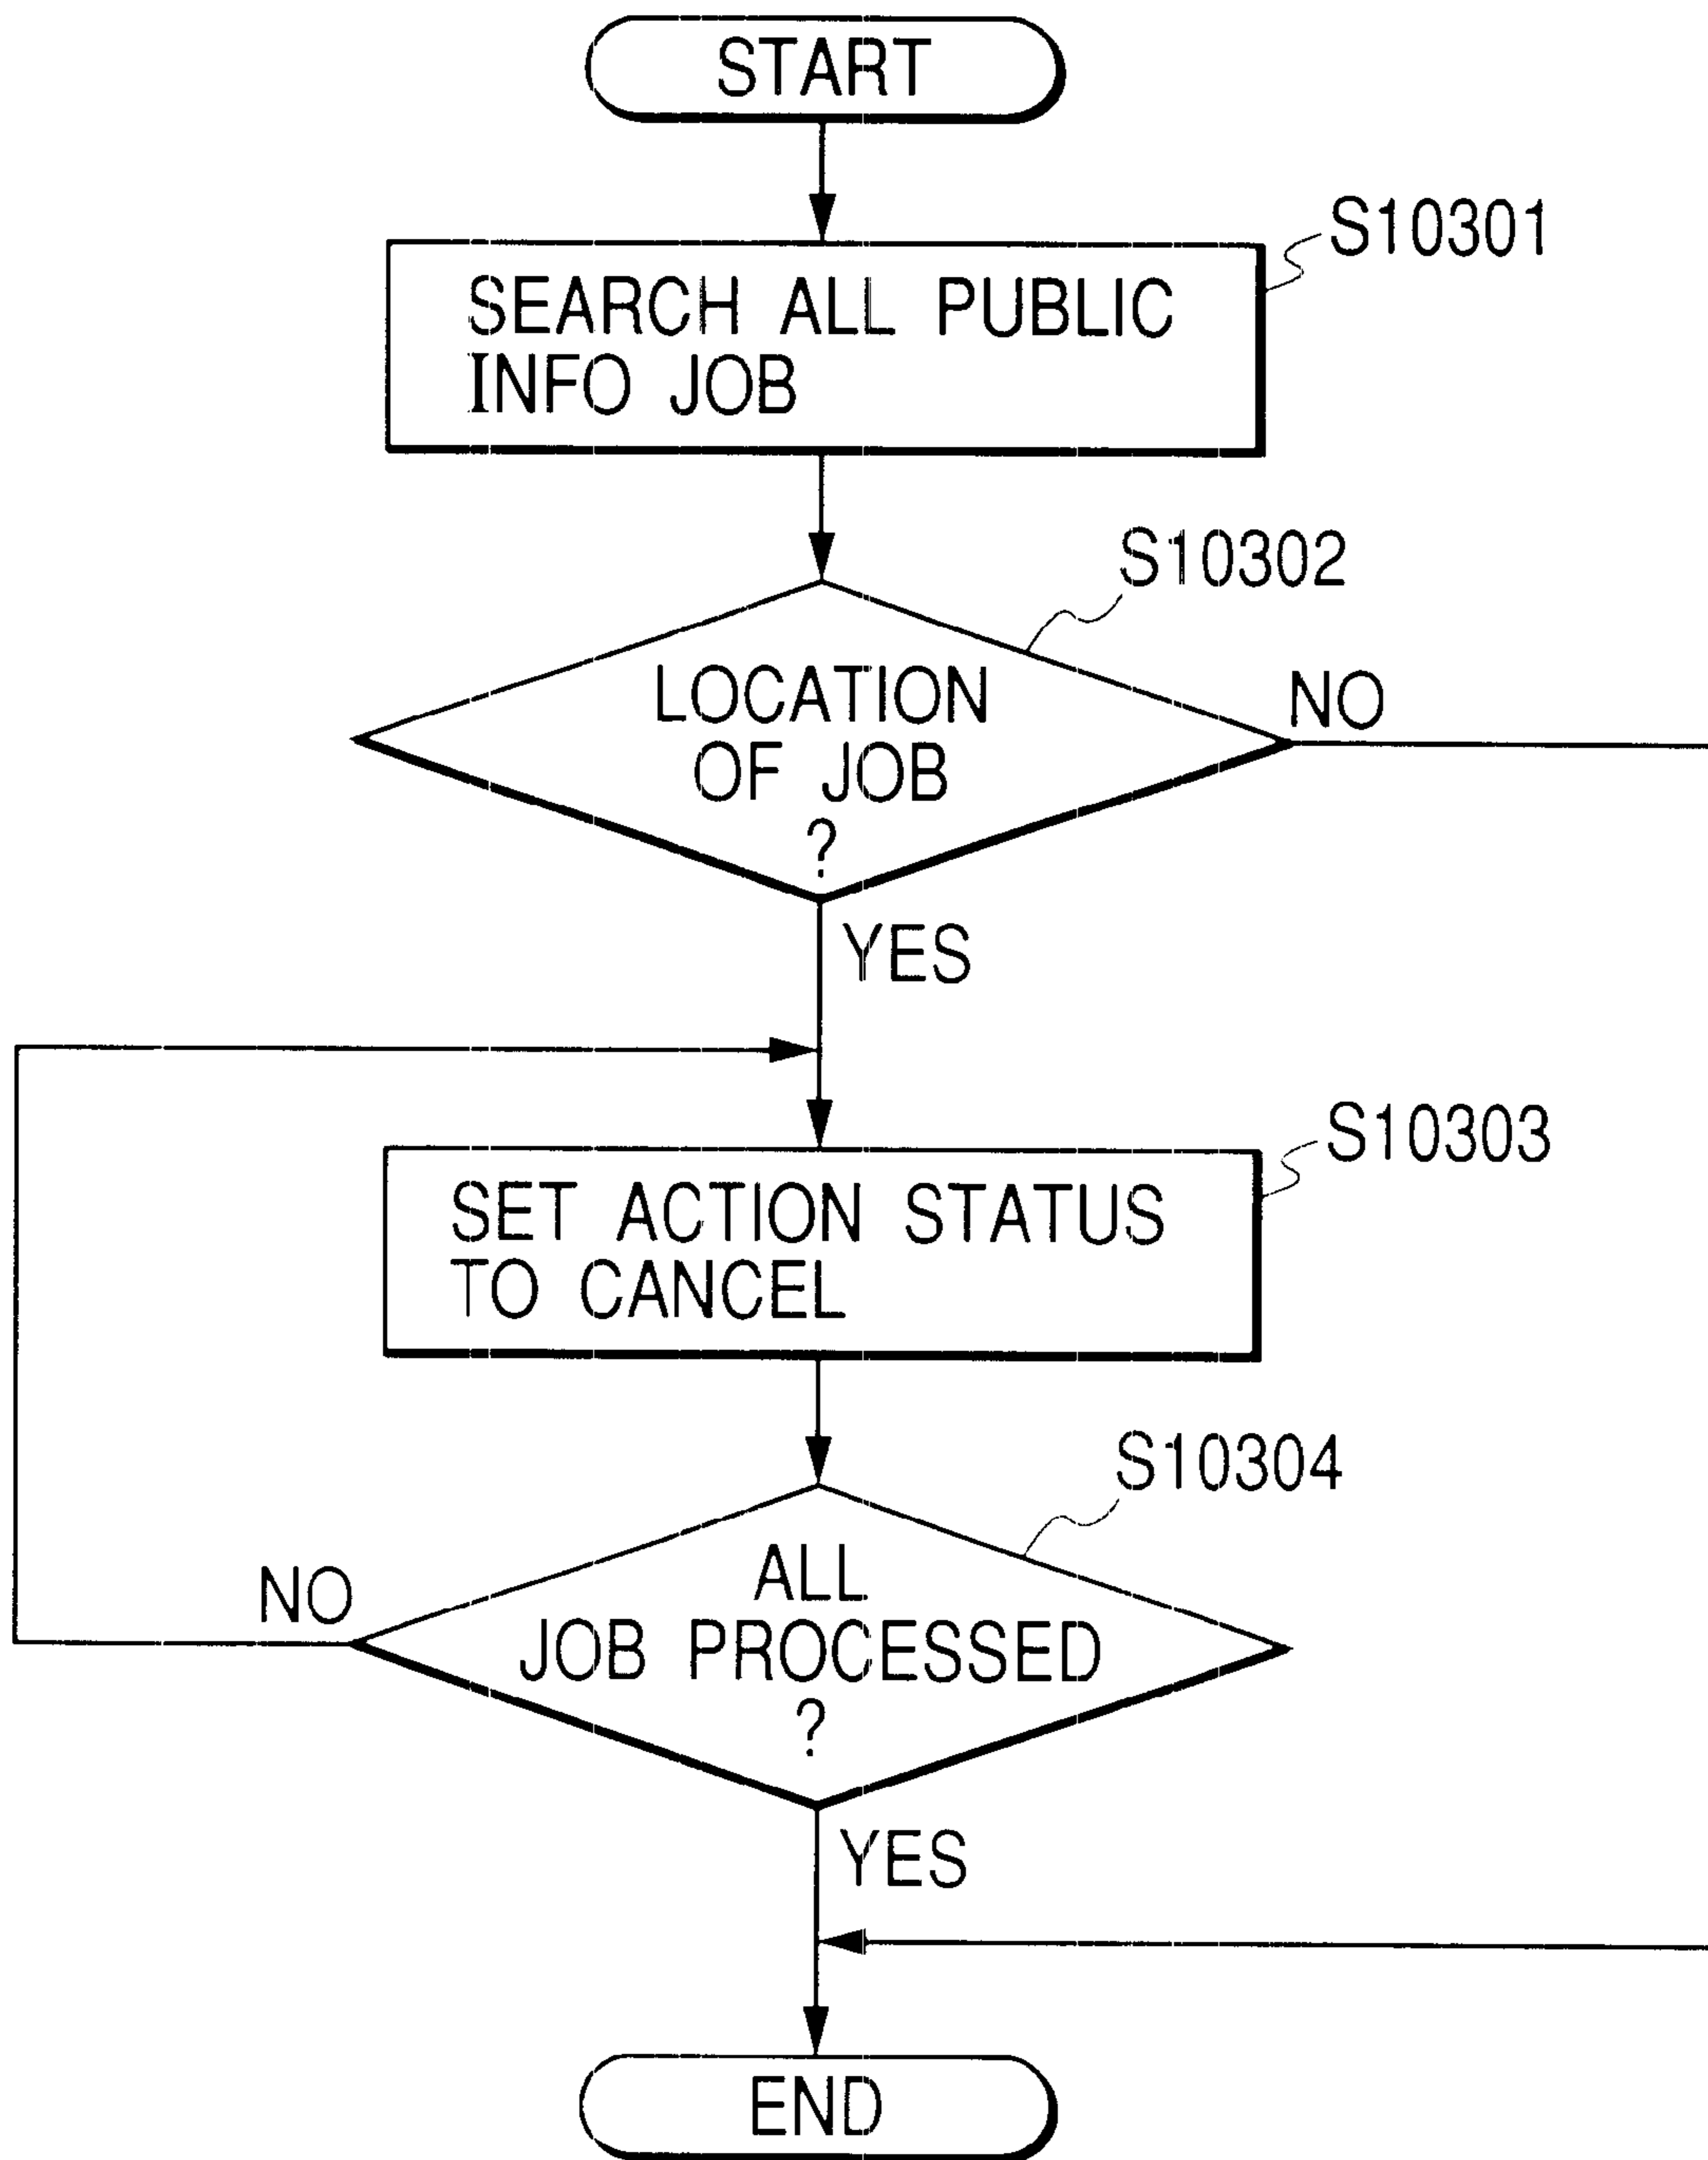 START
S10301
SEARCH ALL PUBLIC
INFO JOB
S10302
LOCATION
OF JOB
?
NO
YES
S10303
SET ACTION STATUS
TO CANCEL
S10304
ALL
JOB PROCESSED
?
NO
YES
END